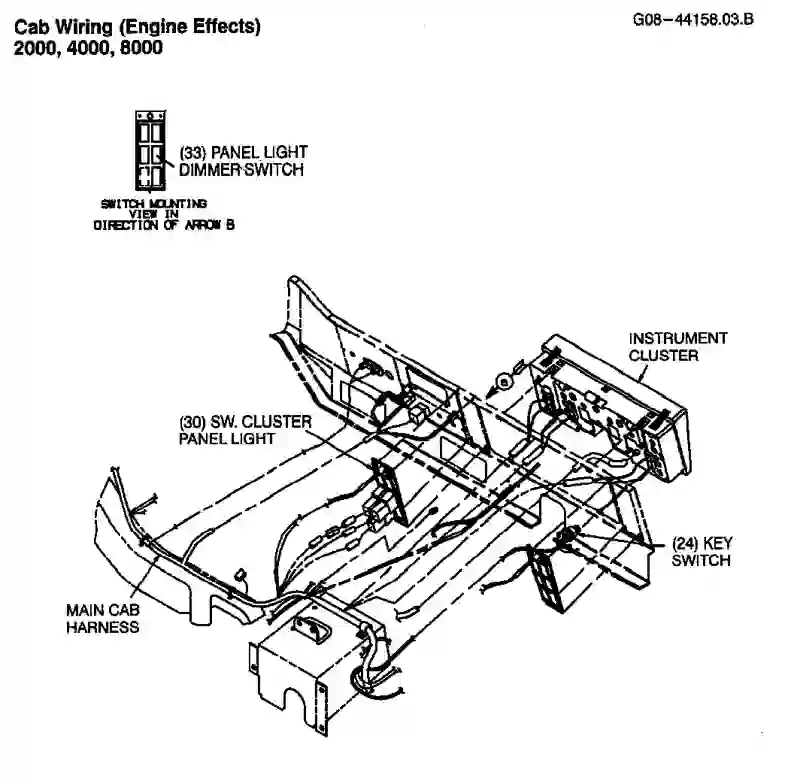 Cab Wiring (Engine Effects)
2000, 4000, 8000
G08-44158.03.B
(33) PANEL LIGHT
DIMMER SWITCH
SWITCH MOUNTING
VIEW IN
DIRECTION OF ARROW B
INSTRUMENT
CLUSTER
B
(30) SW. CLUSTER
PANEL LIGHT
(24) KEY
SWITCH
MAIN CAB
HARNESS